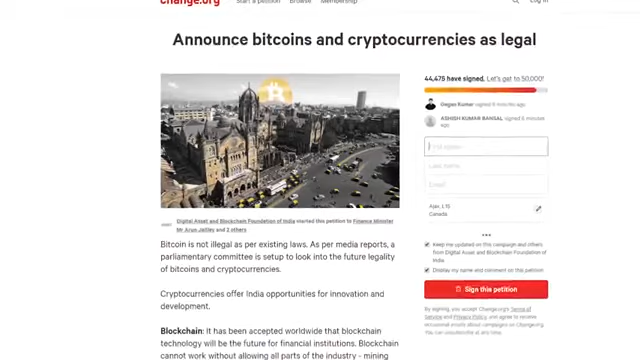 change.org Start a petition Browse Membership Log in
Announce bitcoins and cryptocurrencies as legal
44,475 have signed. Let's get to 50,000!
signed 5 minutes ago
ASHISH KUMAR BANSAL signed 5 minutes
ago
Last name
Email
Canada
Digital Asset and Blockchain Foundation of India started this petition to Finance Minister
Mr Arun Jaitley and 2 others
Bitcoin is not illegal as per existing laws. As per media reports, a
parliamentary committee is setup to look into the future legality
of bitcoins and cryptocurrencies.
Cryptocurrencies offer India opportunities for innovation and
development.
Blockchain: It has been accepted worldwide that blockchain
technology will be the future for financial institutions. Blockchain
cannot work without allowing all parts of the industry - mining
Keep me updated on this campaign and others
from Digital Asset and Blockchain Foundation of
India
Display my name and comment on this petition
Sign this petition
By signing, you accept Change.org's Terms of
Service and Privacy Policy, and agree to receive
occasional emails about campaigns on Change.org.
You can unsubscribe at any time.